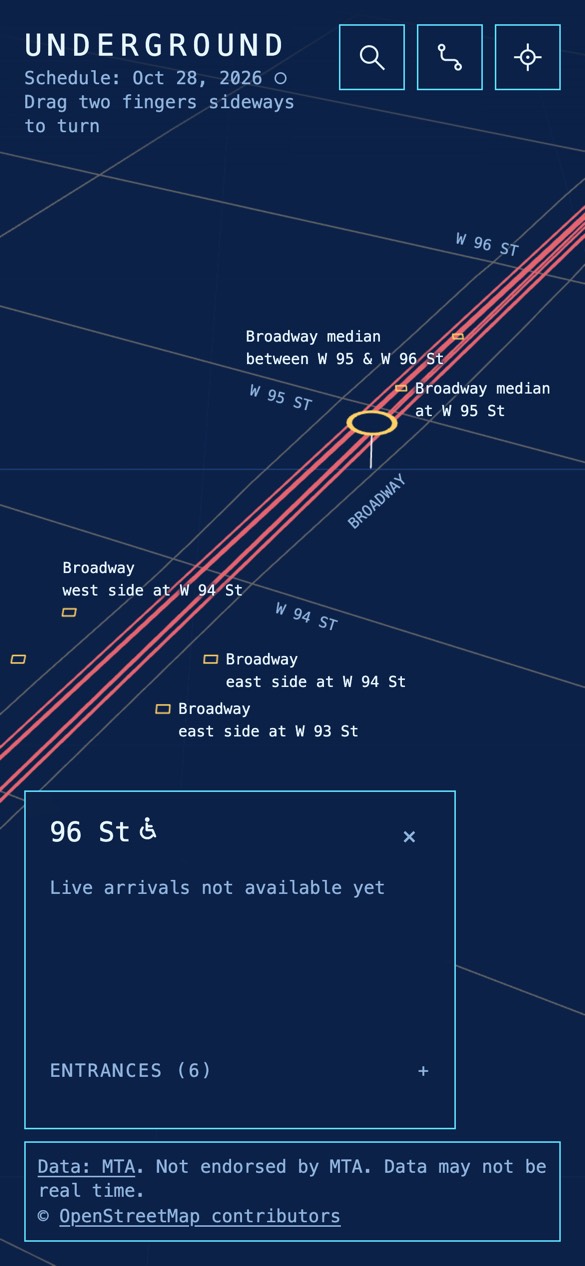 UNDERGROUND
Schedule: Oct 28, 2026
Drag two fingers sideways
to turn
W 96 ST
Broadway median
between W 95 & W 96 St
W 95 ST
Broadway median
at W 95 St
BROADWAY
Broadway
west side at W 94 St
W 94 ST
Broadway
east side at W 94 St
Broadway
east side at W 93 St
96 St
×
Live arrivals not available yet
ENTRANCES (6) +
Data: MTA. Not endorsed by MTA. Data may not be
real time.
© OpenStreetMap contributors